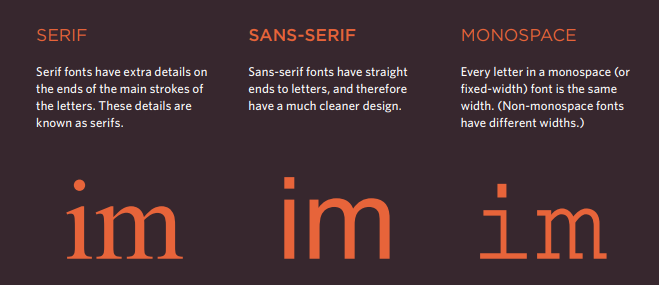 SERIF
Serif fonts have extra details on
the ends of the main strokes of
the letters. These details are
known as serifs.
im
SANS-SERIF
Sans-serif fonts have straight
ends to letters, and therefore
have a much cleaner design.
im
MONOSPACE
Every letter in a monospace (or
fixed-width) font is the same
width. (Non-monospace fonts
have different widths.)
im